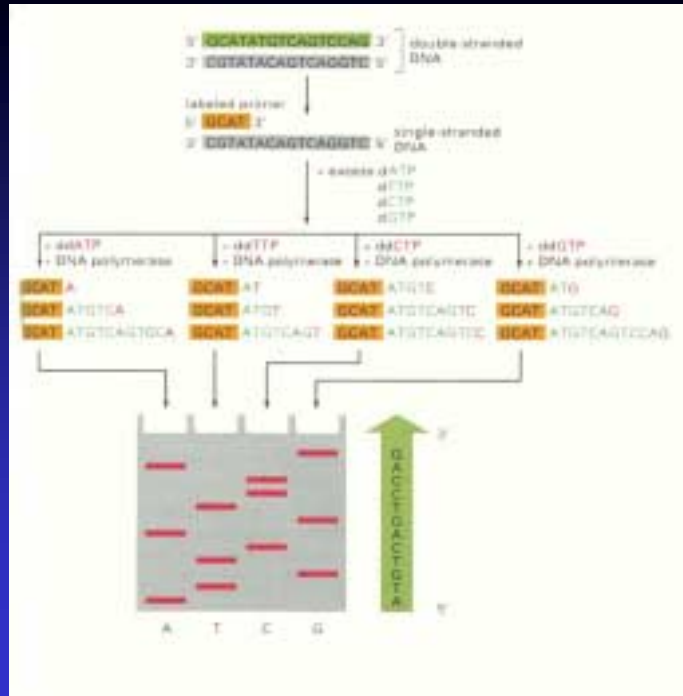 5' GCATATGTCAGTCCAG 3'
3' CGTATACAGTCAGGTC 5'
double-stranded
DNA
labeled primer
5' GCAT 3'
3' CGTATACAGTCAGGTC 5'
single-stranded
DNA
+ excess dATP
dTTP
dCTP
dGTP
+ ddATP
+ DNA polymerase
+ ddTTP
+ DNA polymerase
+ ddCTP
+ DNA polymerase
+ ddGTP
+ DNA polymerase
GCAT A
GCAT ATGTCA
GCAT ATGTCAGTGCA
GCAT AT
GCAT ATGT
GCAT ATGTCAGT
GCAT ATGTC
GCAT ATGTCAGTC
GCAT ATGTCAGTCC
GCAT ATG
GCAT ATGTCAG
GCAT ATGTCAGTCCAG
3'
GACCTGACTGTA
5'
A T C G